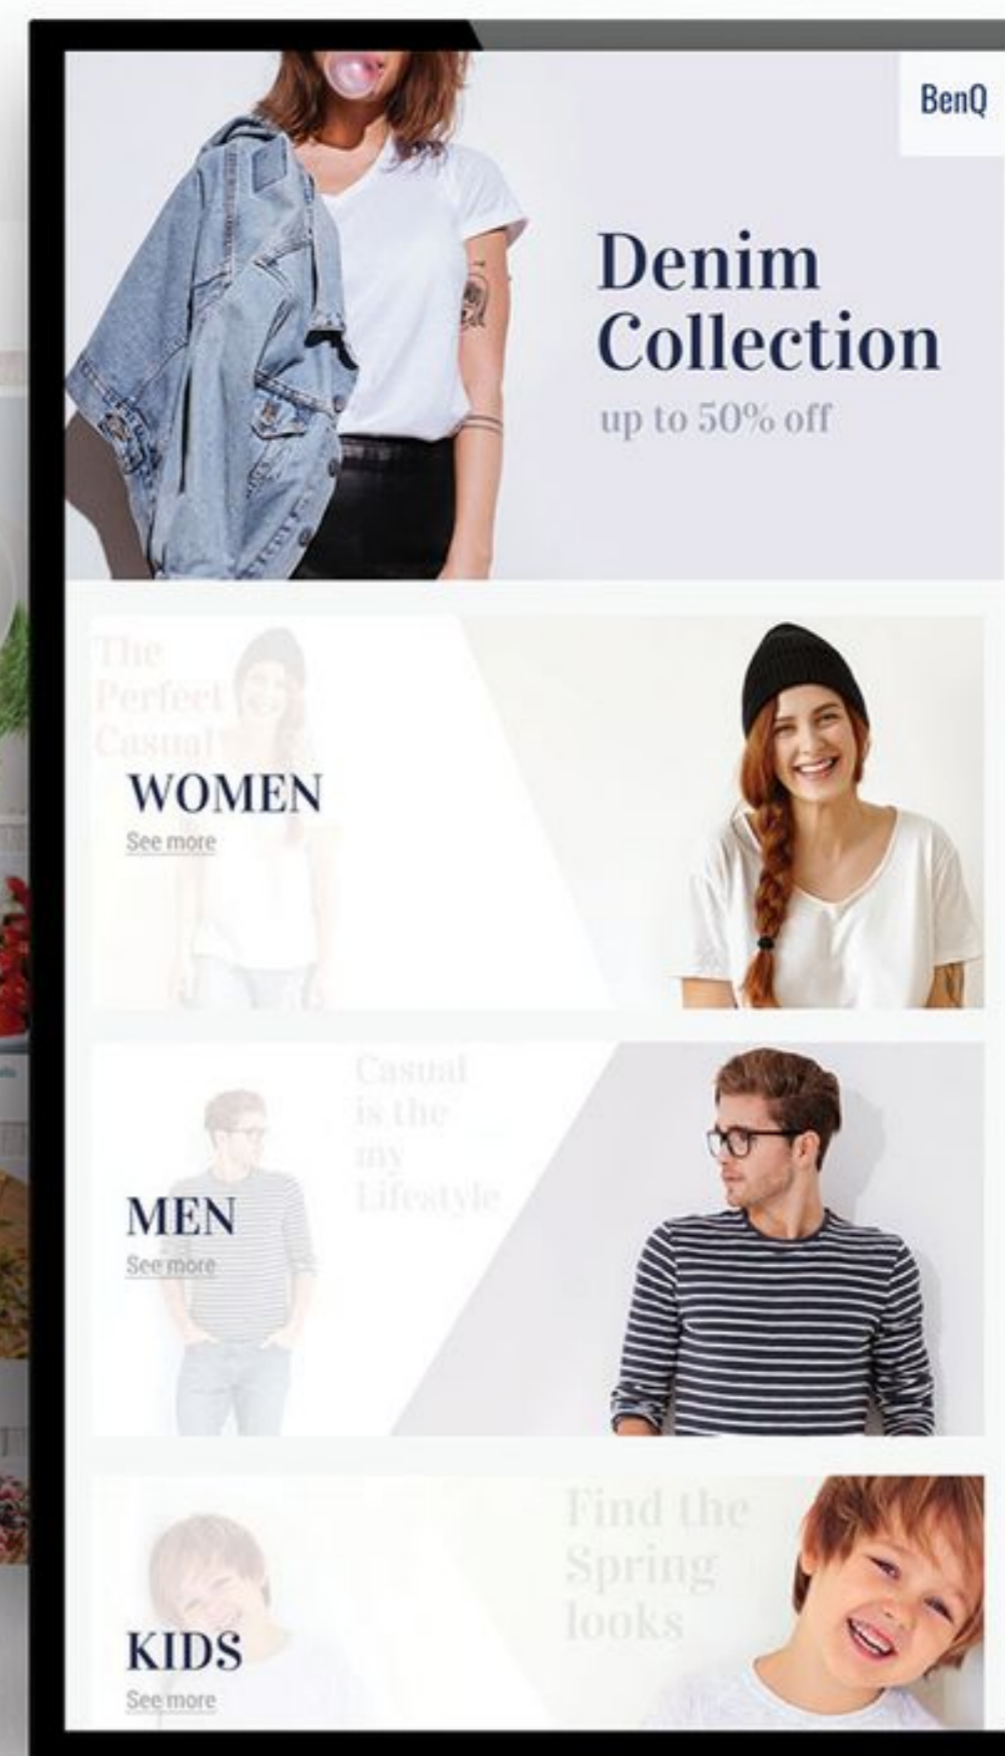 BenQ
Denim
Collection
up to 50% off
The
Perfect
Casual
WOMEN
See more
Casual
is the
my
Lifestyle
MEN
See more
Find the
Spring
looks
KIDS
See more